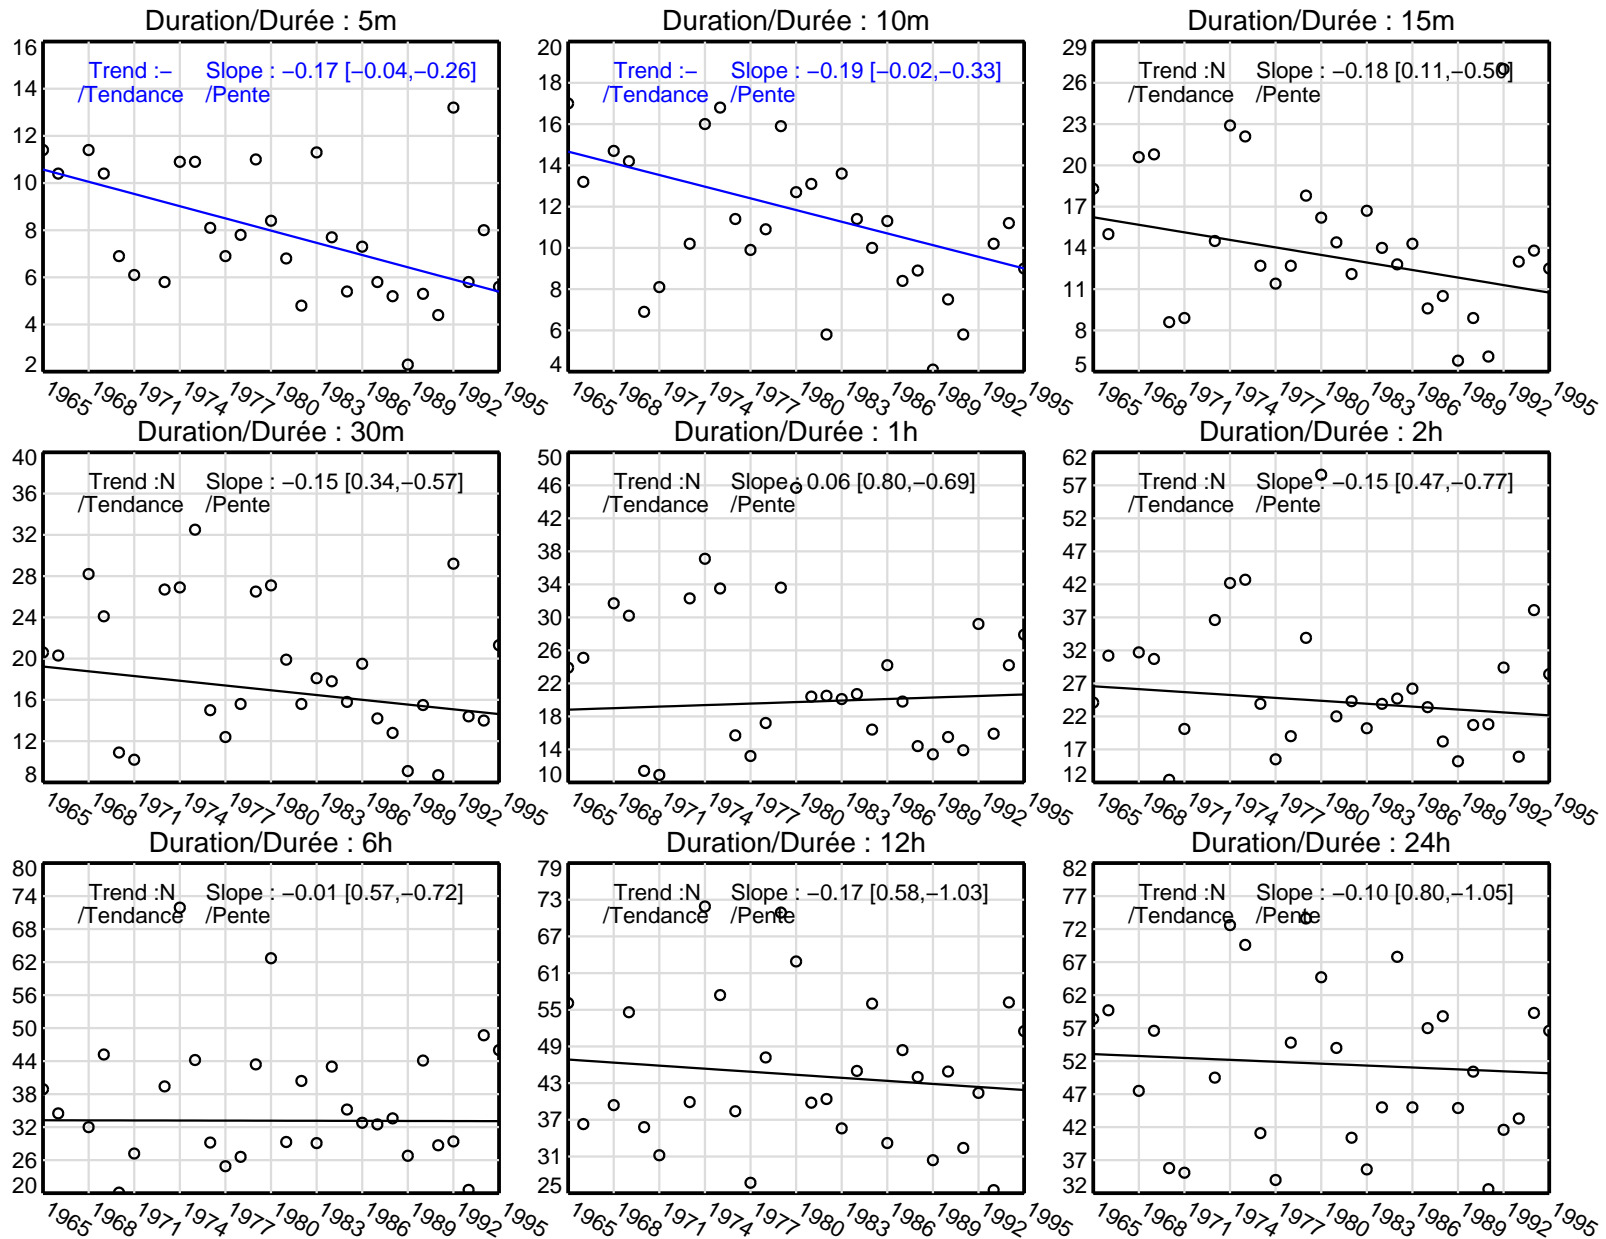 Duration/Durée : 5m
16
14
12
10
8
6
4
2
Trend :− Slope : −0.17 [−0.04,−0.26]
/Tendance /Pente
1965 1968 1971 1974 1977 1980 1983 1986 1989 1992 1995
Duration/Durée : 10m
20
18
16
14
12
10
8
6
4
Trend :− Slope : −0.19 [−0.02,−0.33]
/Tendance /Pente
1965 1968 1971 1974 1977 1980 1983 1986 1989 1992 1995
Duration/Durée : 15m
29
26
23
20
17
14
11
8
5
Trend :N Slope : −0.18 [0.11,−0.50]
/Tendance /Pente
1965 1968 1971 1974 1977 1980 1983 1986 1989 1992 1995
Duration/Durée : 30m
40
36
32
28
24
20
16
12
8
Trend :N Slope : −0.15 [0.34,−0.57]
/Tendance /Pente
1965 1968 1971 1974 1977 1980 1983 1986 1989 1992 1995
Duration/Durée : 1h
50
46
42
38
34
30
26
22
18
14
10
Trend :N Slope : 0.06 [0.80,−0.69]
/Tendance /Pente
1965 1968 1971 1974 1977 1980 1983 1986 1989 1992 1995
Duration/Durée : 2h
62
57
52
47
42
37
32
27
22
17
12
Trend :N Slope : −0.15 [0.47,−0.77]
/Tendance /Pente
1965 1968 1971 1974 1977 1980 1983 1986 1989 1992 1995
Duration/Durée : 6h
80
74
68
62
56
50
44
38
32
26
20
Trend :N Slope : −0.01 [0.57,−0.72]
/Tendance /Pente
1965 1968 1971 1974 1977 1980 1983 1986 1989 1992 1995
Duration/Durée : 12h
79
73
67
61
55
49
43
37
31
25
Trend :N Slope : −0.17 [0.58,−1.03]
/Tendance /Pente
1965 1968 1971 1974 1977 1980 1983 1986 1989 1992 1995
Duration/Durée : 24h
82
77
72
67
62
57
52
47
42
37
32
Trend :N Slope : −0.10 [0.80,−1.05]
/Tendance /Pente
1965 1968 1971 1974 1977 1980 1983 1986 1989 1992 1995